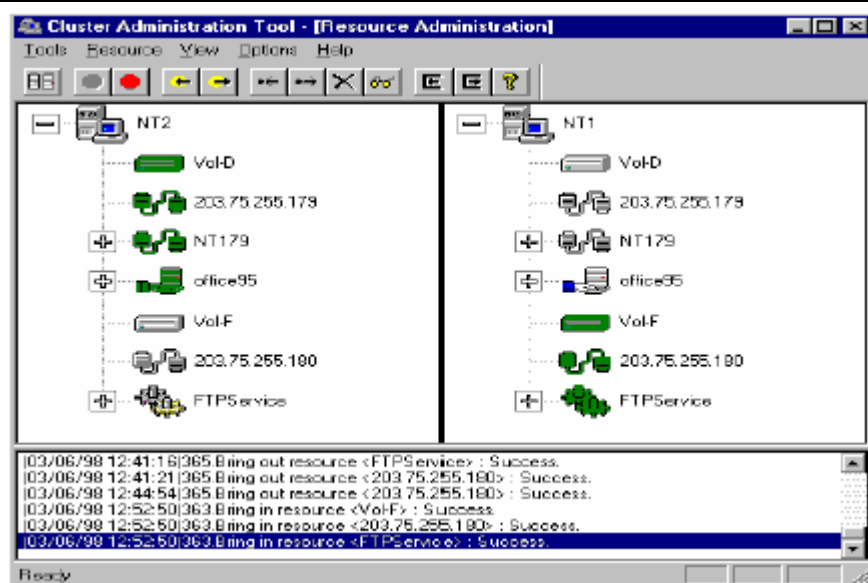 Cluster Administration Tool - [Resource Administration]
Tools Resource View Options Help
NT2
Vol-D
203.75.255.179
NT179
office95
Vol-F
203.75.255.180
FTPService
NT1
Vol-D
203.75.255.179
NT179
office95
Vol-F
203.75.255.180
FTPService
|03/06/98 12:41:16|365.Bring out resource <FTPService> : Success.
|03/06/98 12:41:21|365.Bring out resource <203.75.255.180> : Success.
|03/06/98 12:44:54|365.Bring out resource <203.75.255.180> : Success.
|03/06/98 12:52:50|363.Bring in resource <Vol-F> : Success.
|03/06/98 12:52:50|363.Bring in resource <203.75.255.180> : Success.
|03/06/98 12:52:50|363.Bring in resource <FTPService> : Success.
Ready